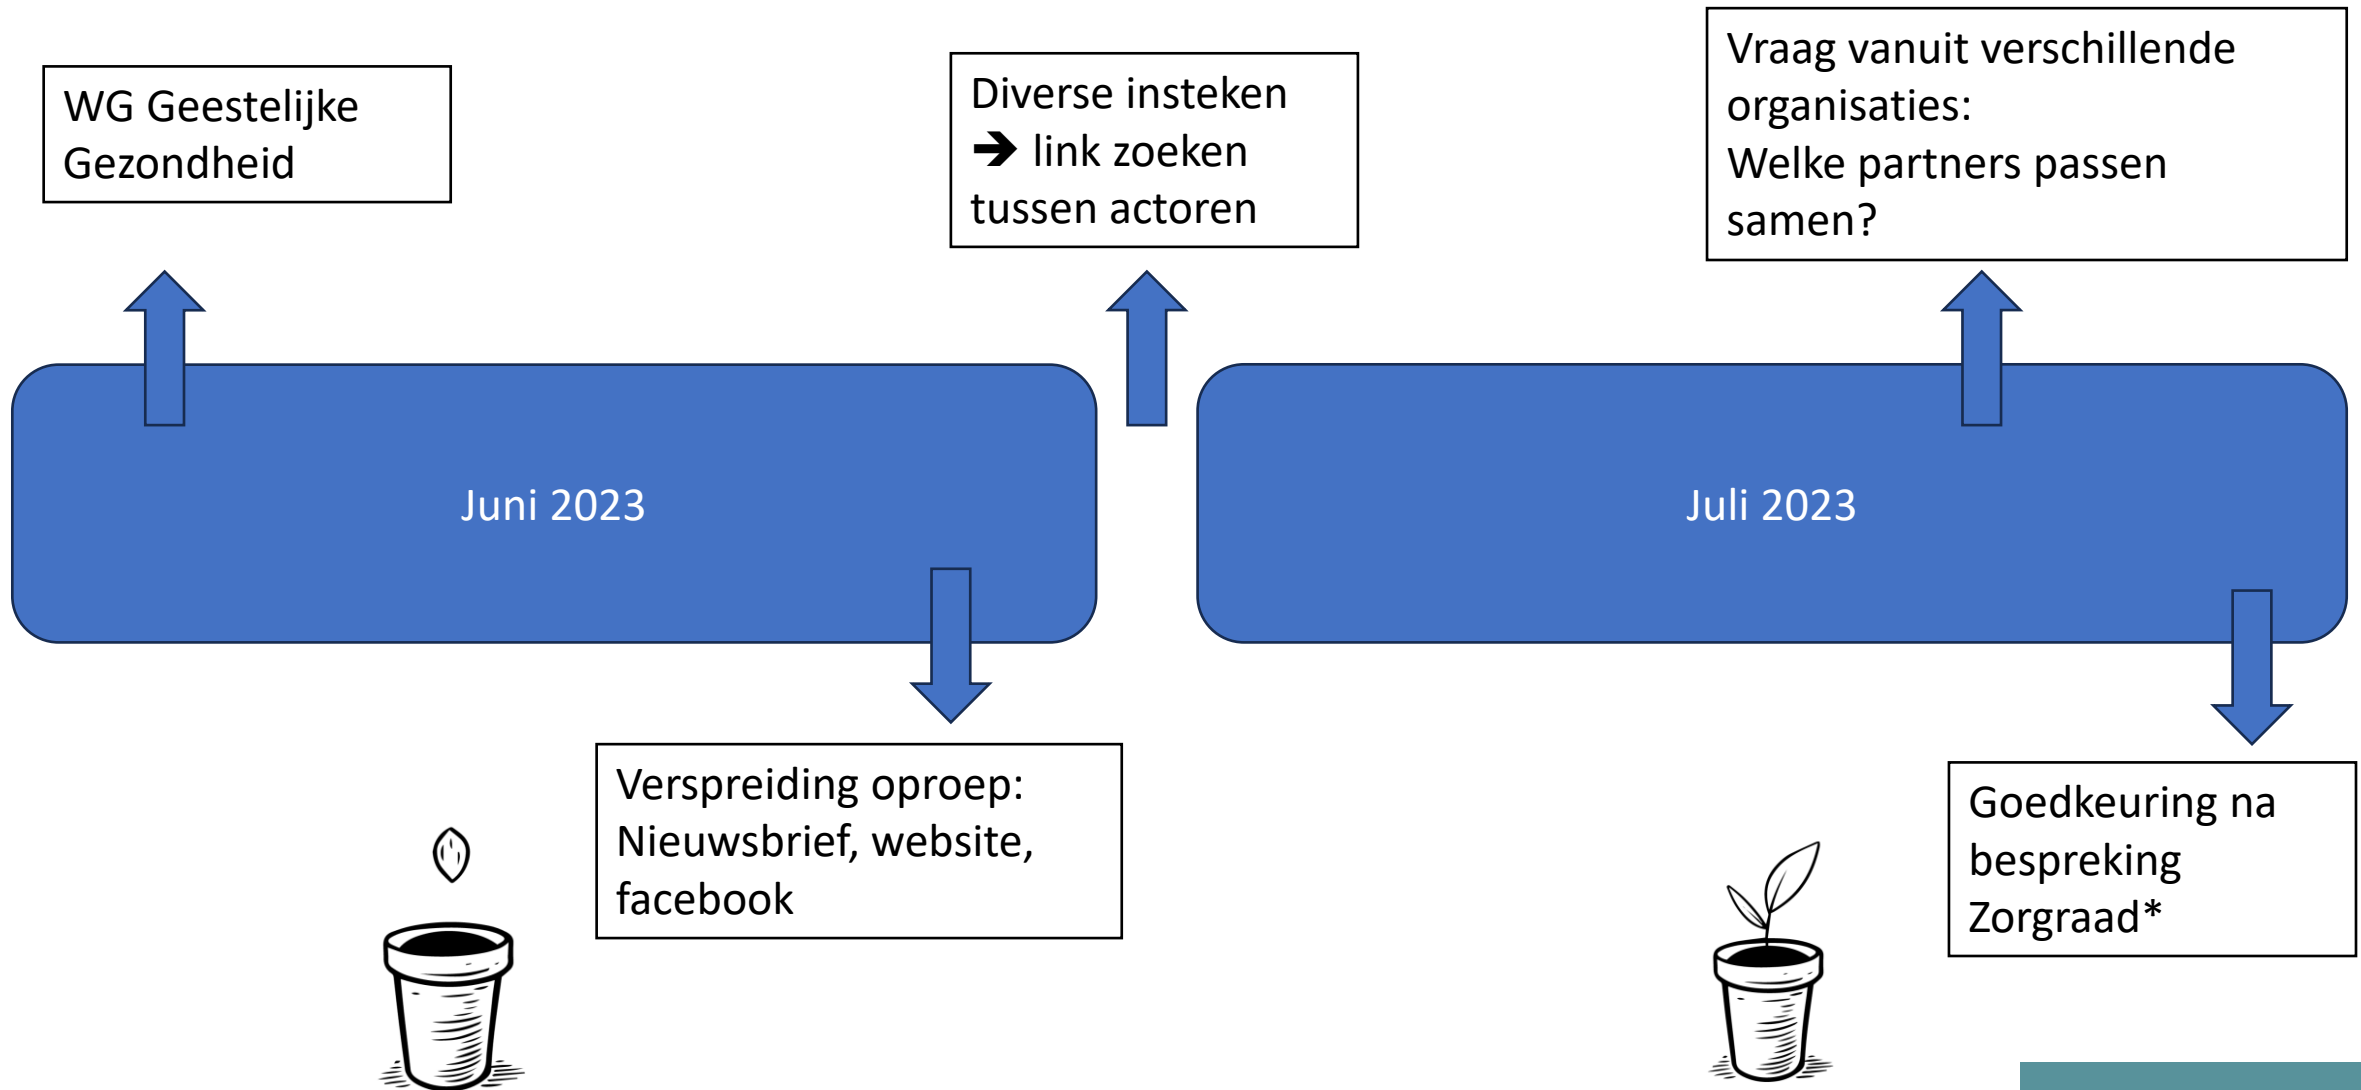 WG Geestelijke
Gezondheid
Diverse insteken
➔ link zoeken
tussen actoren
Vraag vanuit verschillende
organisaties:
Welke partners passen
samen?
Juni 2023
Juli 2023
Verspreiding oproep:
Nieuwsbrief, website,
facebook
Goedkeuring na
bespreking
Zorgraad*